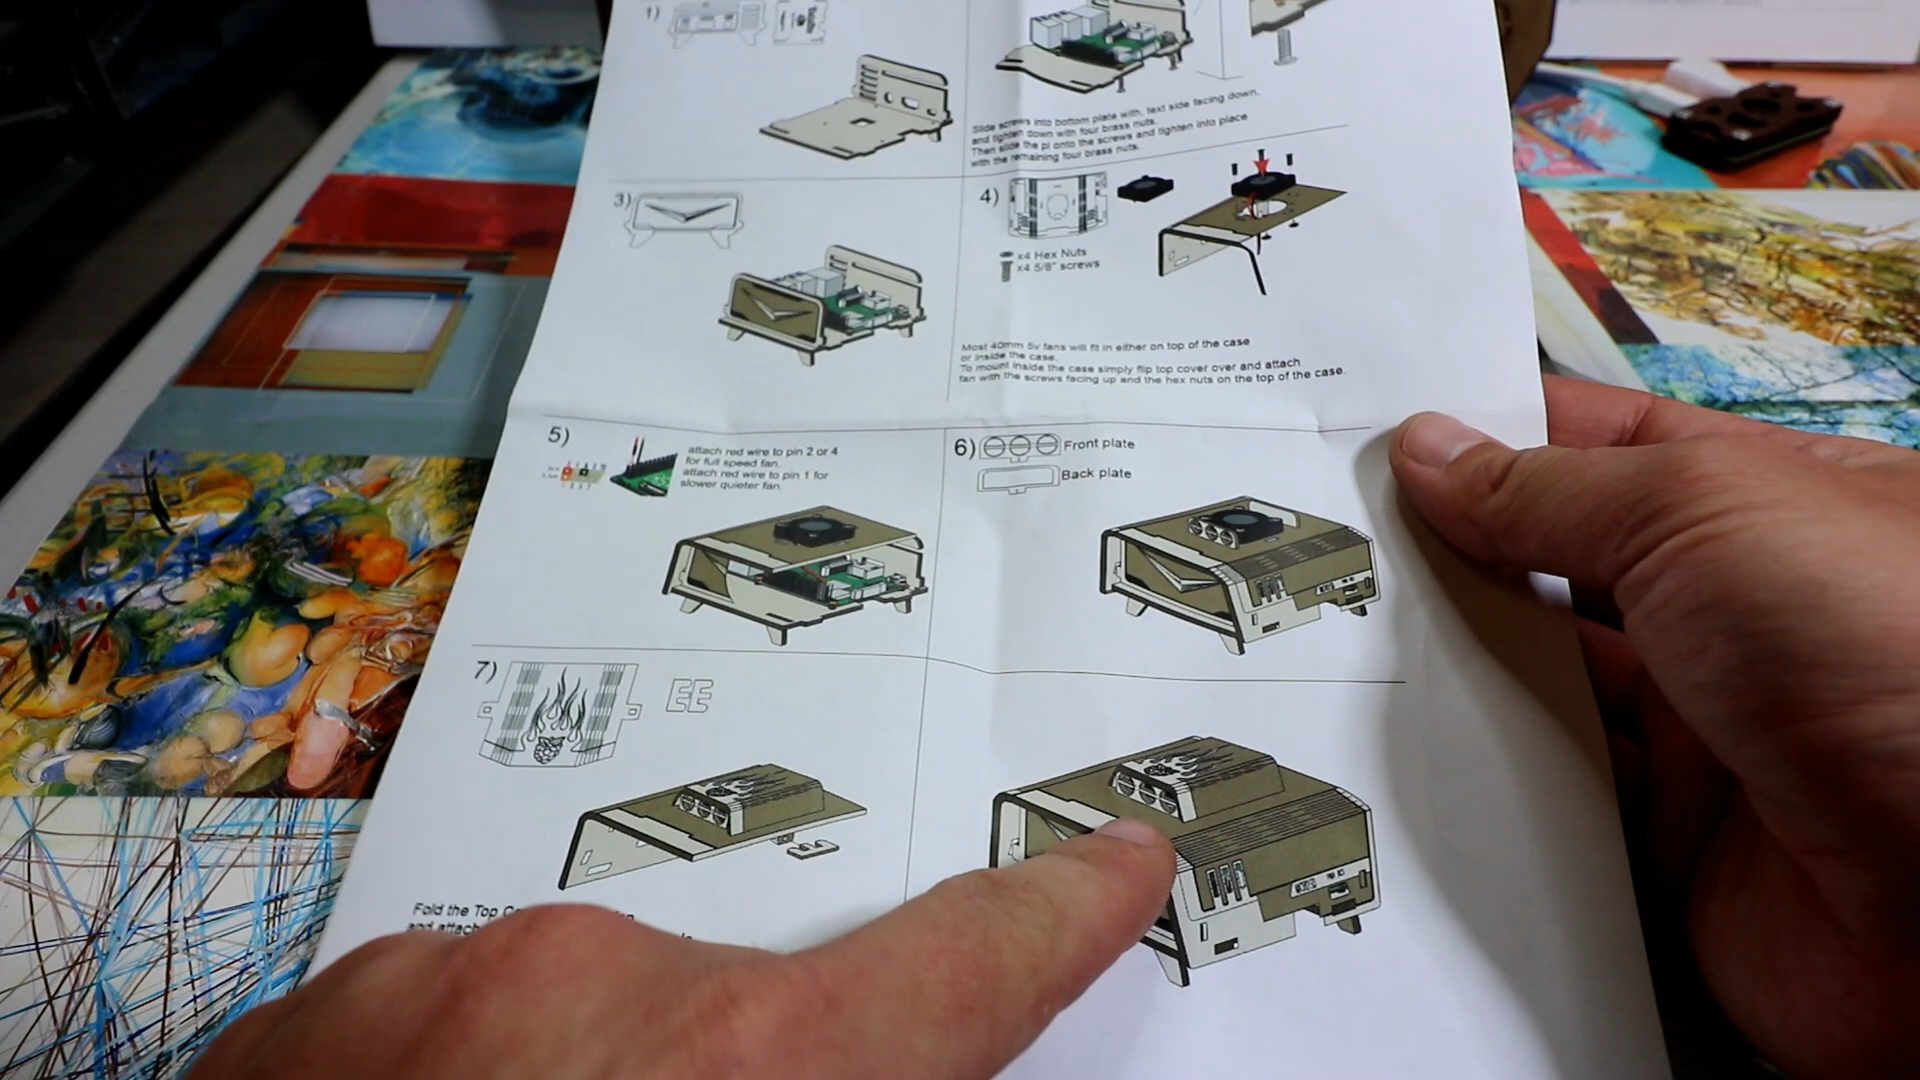 1)
Slide screws into bottom plate with, text side facing down,
and tighten down with four brass nuts.
Then slide the pi onto the screws and tighten into place
with the remaining four brass nuts.
3)
4)
x4 Hex Nuts
x4 5/8" screws
Most 40mm 5v fans will fit in either on top of the case
or inside the case.
To mount inside the case simply flip top cover over and attach
fan with the screws facing up and the hex nuts on the top of the case.
5)
attach red wire to pin 2 or 4
for full speed fan.
attach red wire to pin 1 for
slower quieter fan.
6)
Front plate
Back plate
7)
EE
Fold the Top
and attach